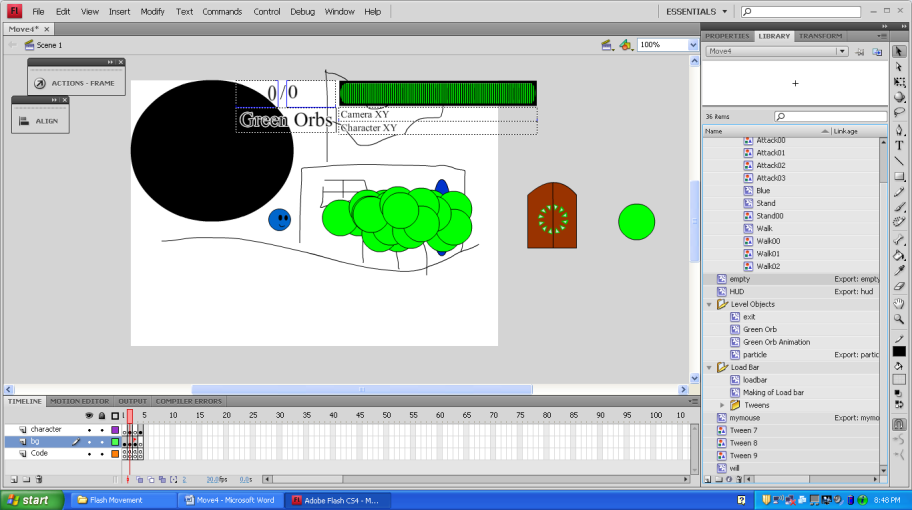 FL File Edit View Insert Modify Text Commands Control Debug Window Help ESSENTIALS
Move4* ×
Scene 1 100%
PROPERTIES LIBRARY TRANSFORM
Move4
ACTIONS - FRAME
ALIGN
0/0
Green Orbs
Camera XY
Character XY
36 items
Name Linkage
Attack00
Attack01
Attack02
Attack03
Blue
Stand
Stand00
Walk
Walk00
Walk01
Walk02
empty Export: empty
HUD Export: hud
Level Objects
exit
Green Orb
Green Orb Animation
particle Export: partic
Load Bar
loadbar
Making of Load bar
Tweens
mymouse Export: mymo
Tween 7
Tween 8
Tween 9
will
TIMELINE MOTION EDITOR OUTPUT COMPILER ERRORS
1 5 10 15 20 25 30 35 40 45 50 55 60 65 70 75 80 85 90 95 100 10
character
bg
Code
2 30.0fps 0.0s
start Flash Movement Move4 - Microsoft Word Adobe Flash CS4 - M... 8:48 PM